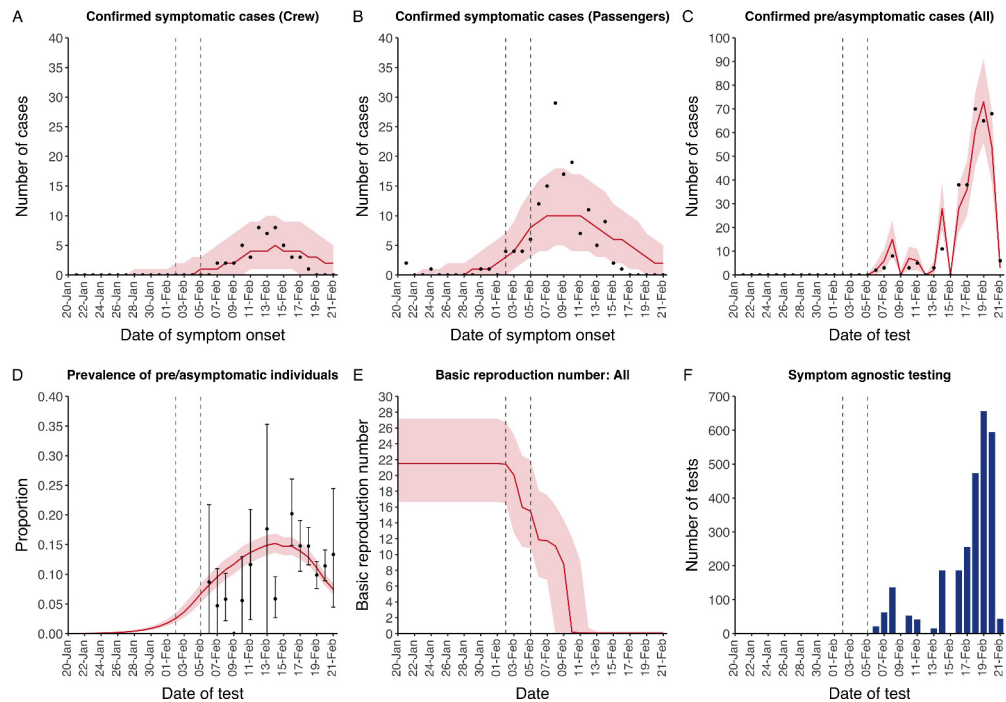 A Confirmed symptomatic cases (Crew)
40
35
30
25
20
15
10
5
0
Number of cases
20-Jan 22-Jan 24-Jan 26-Jan 28-Jan 30-Jan 01-Feb 03-Feb 05-Feb 07-Feb 09-Feb 11-Feb 13-Feb 15-Feb 17-Feb 19-Feb 21-Feb
Date of symptom onset
B Confirmed symptomatic cases (Passengers)
40
35
30
25
20
15
10
5
0
Number of cases
20-Jan 22-Jan 24-Jan 26-Jan 28-Jan 30-Jan 01-Feb 03-Feb 05-Feb 07-Feb 09-Feb 11-Feb 13-Feb 15-Feb 17-Feb 19-Feb 21-Feb
Date of symptom onset
C Confirmed pre/asymptomatic cases (All)
100
90
80
70
60
50
40
30
20
10
0
Number of cases
20-Jan 22-Jan 24-Jan 26-Jan 28-Jan 30-Jan 01-Feb 03-Feb 05-Feb 07-Feb 09-Feb 11-Feb 13-Feb 15-Feb 17-Feb 19-Feb 21-Feb
Date of test
D Prevalence of pre/asymptomatic individuals
0.40
0.35
0.30
0.25
0.20
0.15
0.10
0.05
0.00
Proportion
20-Jan 22-Jan 24-Jan 26-Jan 28-Jan 30-Jan 01-Feb 03-Feb 05-Feb 07-Feb 09-Feb 11-Feb 13-Feb 15-Feb 17-Feb 19-Feb 21-Feb
Date of test
E Basic reproduction number: All
30
28
26
24
22
20
18
16
14
12
10
8
6
4
2
0
Basic reproduction number
20-Jan 22-Jan 24-Jan 26-Jan 28-Jan 30-Jan 01-Feb 03-Feb 05-Feb 07-Feb 09-Feb 11-Feb 13-Feb 15-Feb 17-Feb 19-Feb 21-Feb
Date
F Symptom agnostic testing
700
600
500
400
300
200
100
0
Number of tests
20-Jan 22-Jan 24-Jan 26-Jan 28-Jan 30-Jan 01-Feb 03-Feb 05-Feb 07-Feb 09-Feb 11-Feb 13-Feb 15-Feb 17-Feb 19-Feb 21-Feb
Date of test